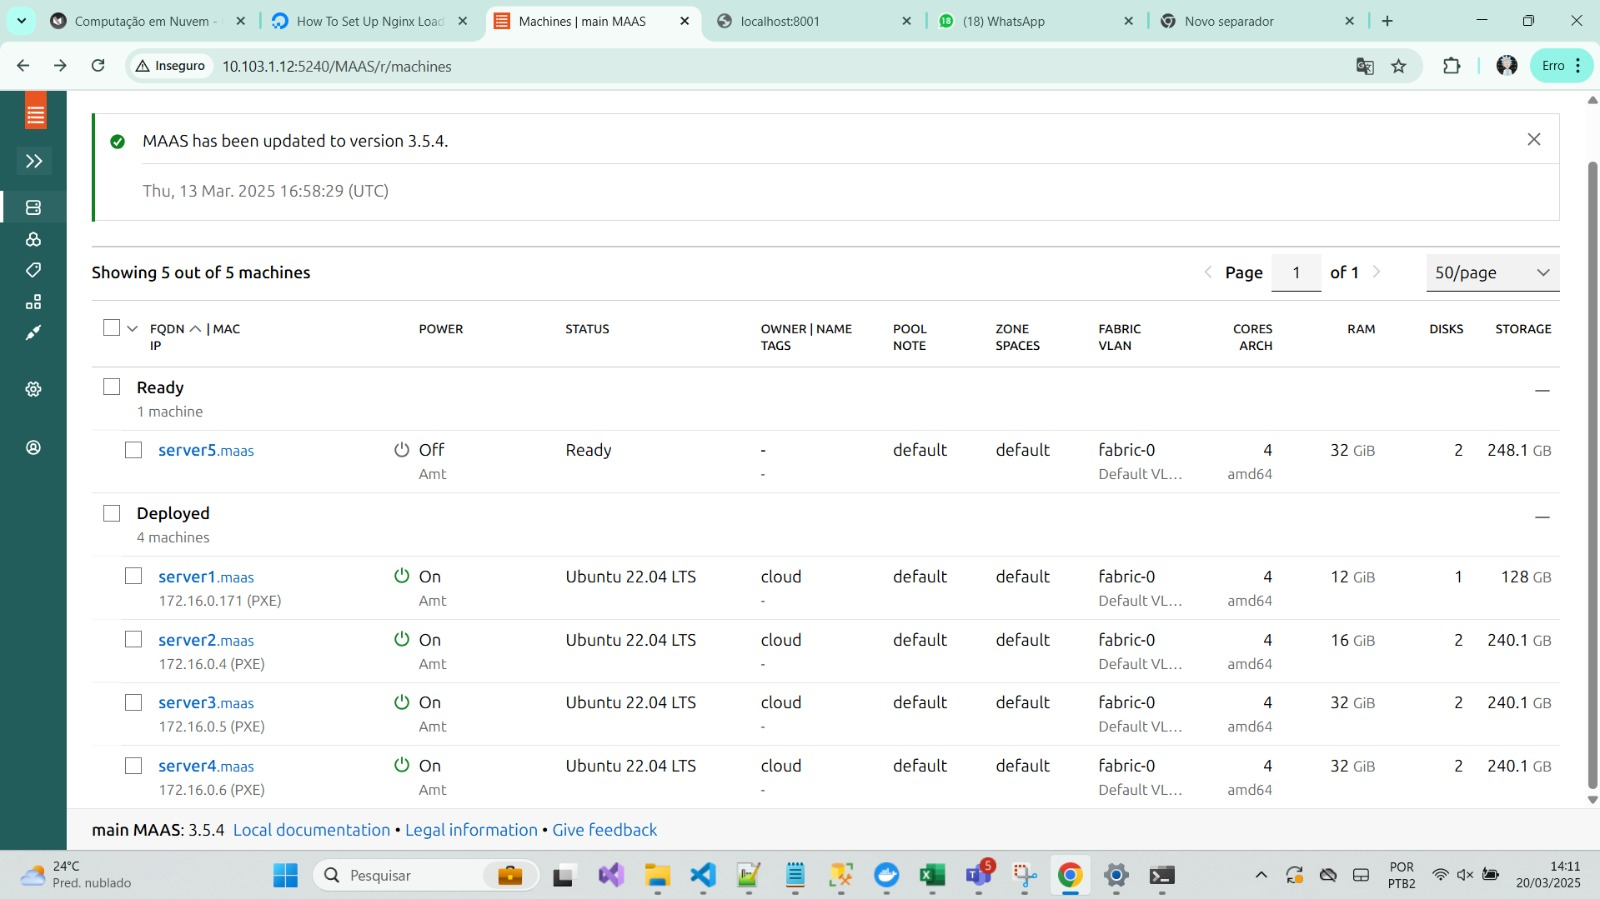 Computação em Nuvem -
How To Set Up Nginx Load
Machines | main MAAS
localhost:8001
18
(18) WhatsApp
Novo separador
Inseguro
10.103.1.12:5240/MAAS/r/machines
Erro
MAAS has been updated to version 3.5.4.
Thu, 13 Mar. 2025 16:58:29 (UTC)
Showing 5 out of 5 machines
Page 1 of 1
50/page
FQDN | MAC
IP
POWER
STATUS
OWNER | NAME
TAGS
POOL
NOTE
ZONE
SPACES
FABRIC
VLAN
CORES
ARCH
RAM
DISKS
STORAGE
Ready
1 machine
server5.maas Off Ready - default default fabric-0 4 32 GiB 2 248.1 GB
Amt - Default VL... amd64
Deployed
4 machines
server1.maas On Ubuntu 22.04 LTS cloud default default fabric-0 4 12 GiB 1 128 GB
172.16.0.171 (PXE) Amt - Default VL... amd64
server2.maas On Ubuntu 22.04 LTS cloud default default fabric-0 4 16 GiB 2 240.1 GB
172.16.0.4 (PXE) Amt - Default VL... amd64
server3.maas On Ubuntu 22.04 LTS cloud default default fabric-0 4 32 GiB 2 240.1 GB
172.16.0.5 (PXE) Amt - Default VL... amd64
server4.maas On Ubuntu 22.04 LTS cloud default default fabric-0 4 32 GiB 2 240.1 GB
172.16.0.6 (PXE) Amt - Default VL... amd64
main MAAS: 3.5.4 Local documentation • Legal information • Give feedback
24°C
Pred. nublado
Pesquisar
5
POR
PTB2
14:11
20/03/2025